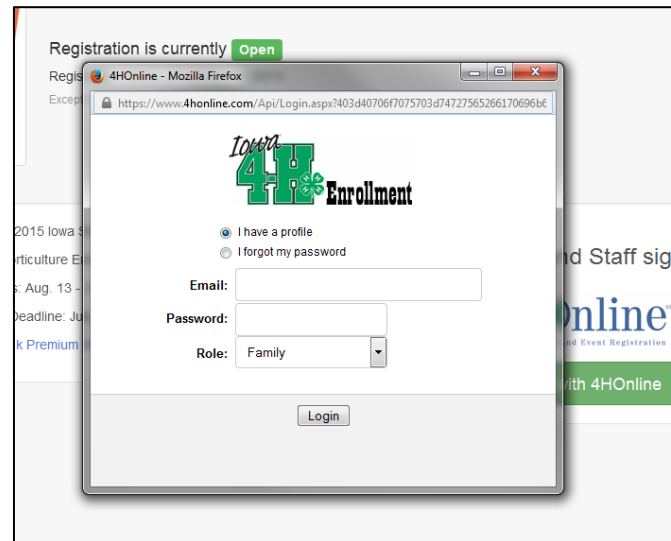 Registration is currently Open
Regis
Except
4HOnline - Mozilla Firefox
https://www.4honline.com/Api/Login.aspx?403d40706f7075703d74727565266170696b6
Iowa
4-H
Enrollment
I have a profile
I forgot my password
Email:
Password:
Role: Family
Login
2015 Iowa S
orticulture E
s: Aug. 13 -
Deadline: Ju
k Premium
nd Staff sig
Online
and Event Registration
with 4HOnline